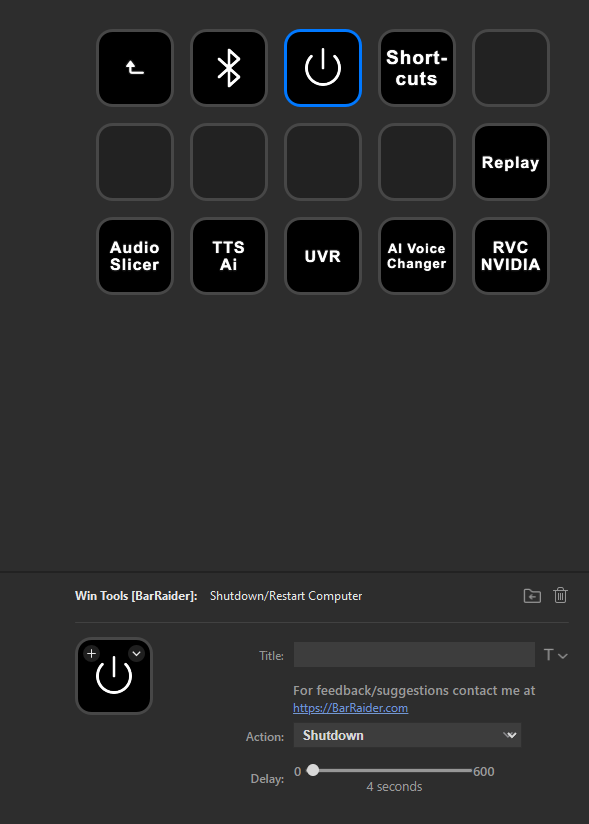 Short-
cuts
Replay
Audio
Slicer
TTS
Ai
UVR
AI Voice
Changer
RVC
NVIDIA
Win Tools [BarRaider]: Shutdown/Restart Computer
Title:
T
For feedback/suggestions contact me at
https://BarRaider.com
Action: Shutdown
Delay: 0 600
4 seconds